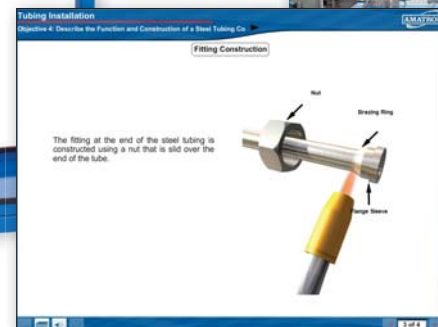 Tubing Installation
AMATROL
Objective 4: Describe the Function and Construction of a Steel Tubing Co
Fitting Construction
Nut
Brazing Ring
The fitting at the end of the steel tubing is
constructed using a nut that is slid over the
end of the tube.
Flange Sleeve
3 of 4